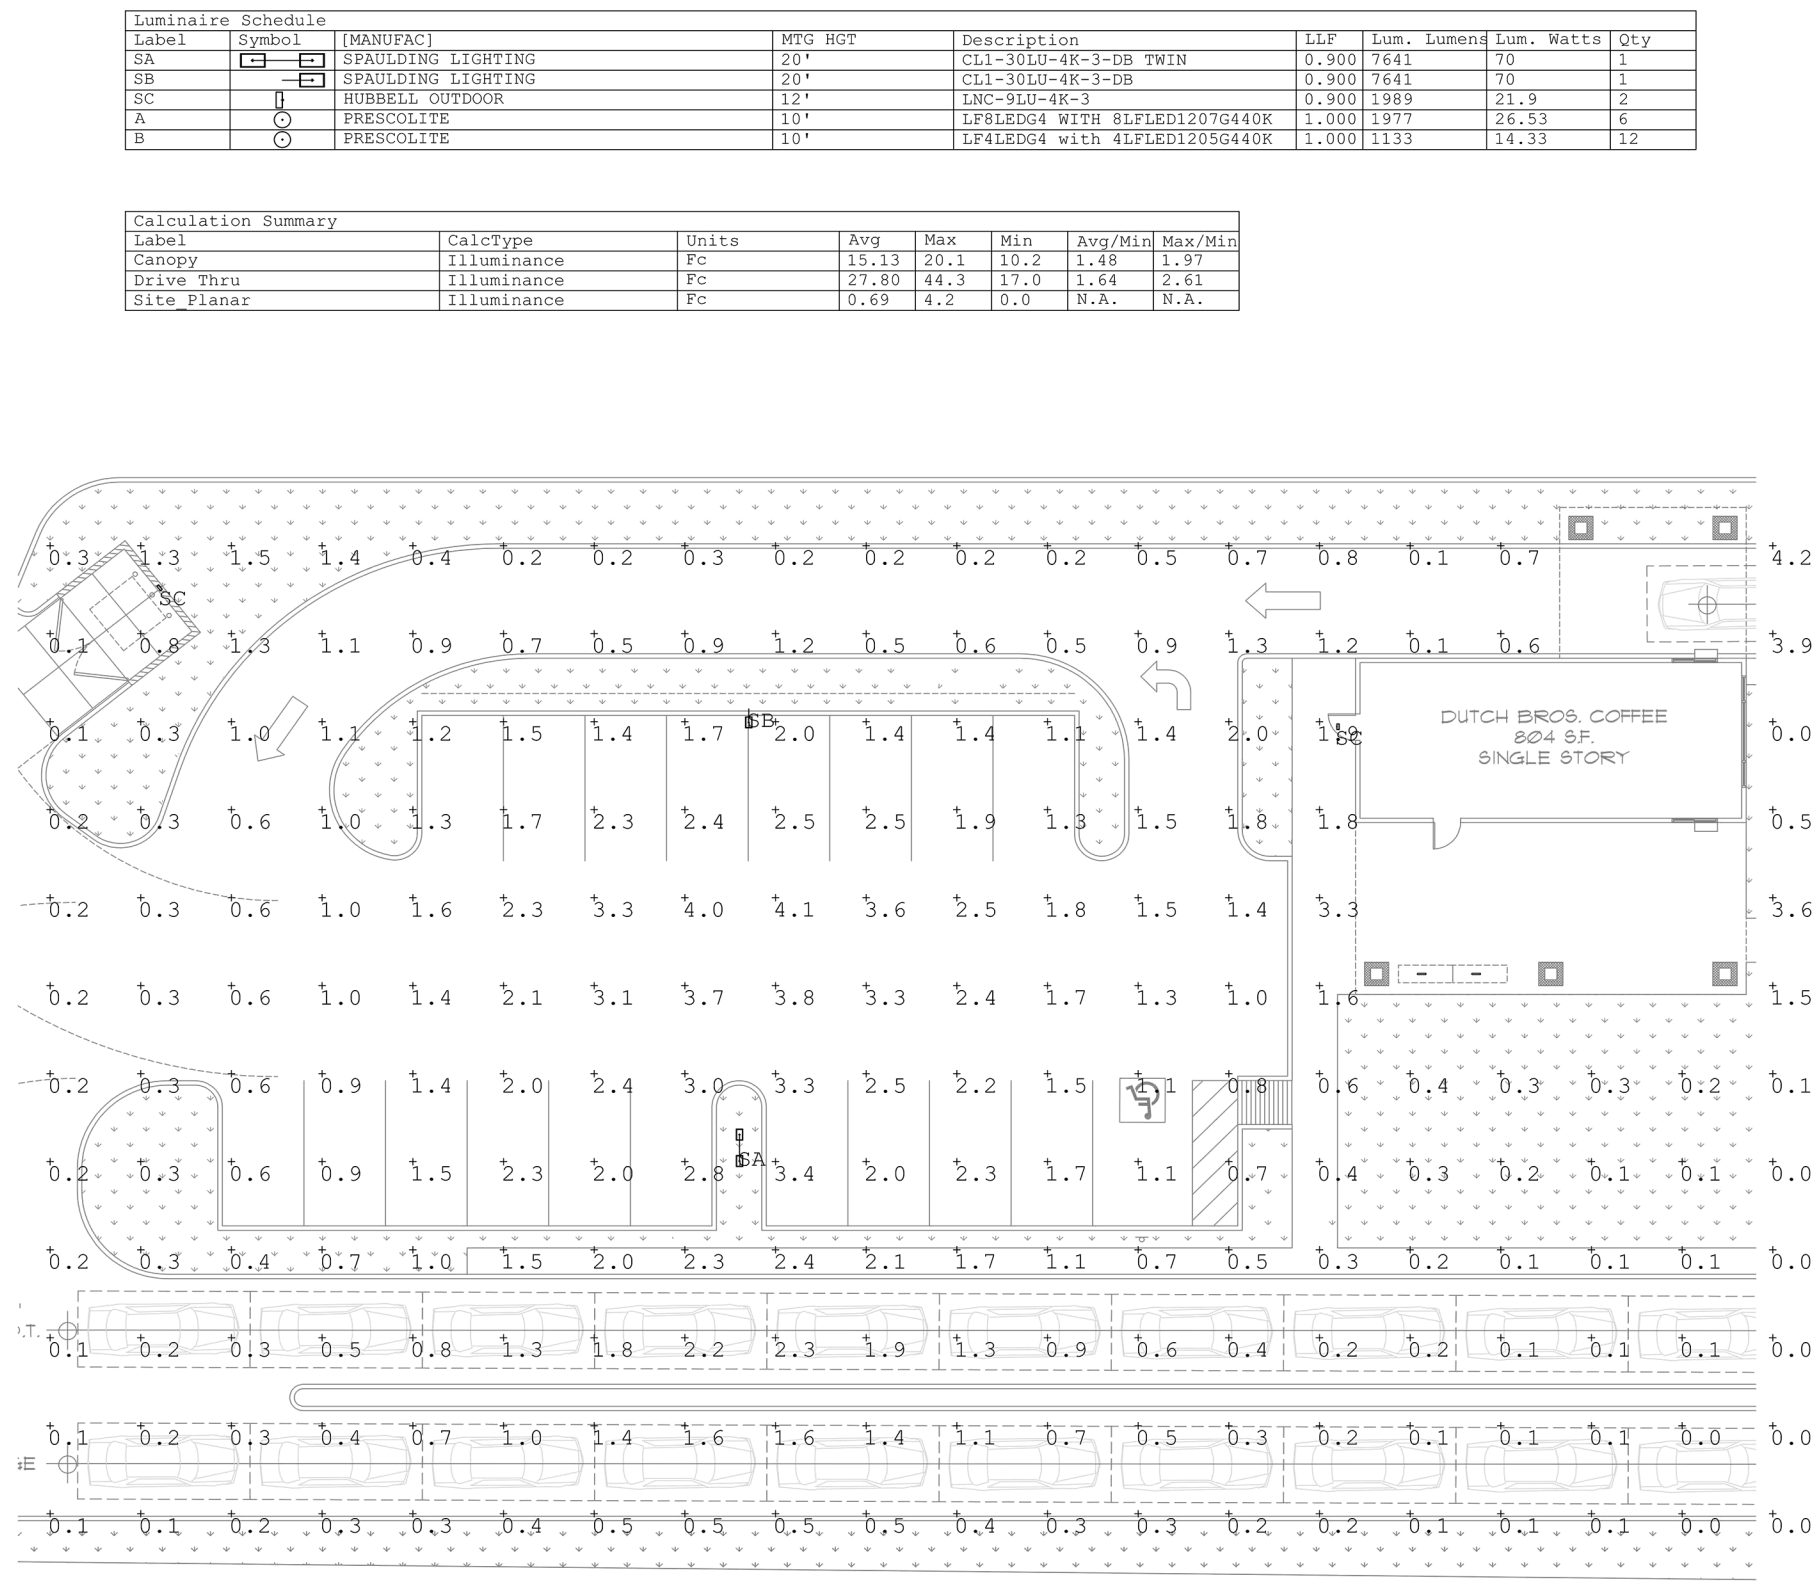 Luminaire Schedule
Label Symbol [MANUFAC] MTG HGT Description LLF Lum. Lumens Lum. Watts Qty
SA SPAULDING LIGHTING 20' CL1-30LU-4K-3-DB TWIN 0.900 7641 70 1
SB SPAULDING LIGHTING 20' CL1-30LU-4K-3-DB 0.900 7641 70 1
SC HUBBELL OUTDOOR 12' LNC-9LU-4K-3 0.900 1989 21.9 2
A PRESCOLITE 10' LF8LEDG4 WITH 8LFLED1207G440K 1.000 1977 26.53 6
B PRESCOLITE 10' LF4LEDG4 with 4LFLED1205G440K 1.000 1133 14.33 12
Calculation Summary
Label CalcType Units Avg Max Min Avg/Min Max/Min
Canopy Illuminance Fc 15.13 20.1 10.2 1.48 1.97
Drive Thru Illuminance Fc 27.80 44.3 17.0 1.64 2.61
Site_Planar Illuminance Fc 0.69 4.2 0.0 N.A. N.A.
0.3 1.3 1.5 1.4 0.4 0.2 0.2 0.3 0.2 0.2 0.2 0.2 0.5 0.7 0.8 0.1 0.7 4.2
SC
0.1 0.8 1.3 1.1 0.9 0.7 0.5 0.9 1.2 0.5 0.6 0.5 0.9 1.3 1.2 0.1 0.6 3.9
DUTCH BROS. COFFEE
SB
0.1 0.3 1.0 1.1 1.2 1.5 1.4 1.7 2.0 1.4 1.4 1.1 1.4 2.0 1.9 0.0
SC
804 S.F.
SINGLE STORY
0.2 0.3 0.6 1.0 1.3 1.7 2.3 2.4 2.5 2.5 1.9 1.3 1.5 1.8 1.8 0.5
0.2 0.3 0.6 1.0 1.6 2.3 3.3 4.0 4.1 3.6 2.5 1.8 1.5 1.4 3.3 3.6
0.2 0.3 0.6 1.0 1.4 2.1 3.1 3.7 3.8 3.3 2.4 1.7 1.3 1.0 1.6 1.5
0.2 0.3 0.6 0.9 1.4 2.0 2.4 3.0 3.3 2.5 2.2 1.5 1.1 0.8 0.6 0.4 0.3 0.3 0.2 0.1
SA
0.2 0.3 0.6 0.9 1.5 2.3 2.0 2.8 3.4 2.0 2.3 1.7 1.1 0.7 0.4 0.3 0.2 0.1 0.1 0.0
0.2 0.3 0.4 0.7 1.0 1.5 2.0 2.3 2.4 2.1 1.7 1.1 0.7 0.5 0.3 0.2 0.1 0.1 0.1 0.0
.T.
0.1 0.2 0.3 0.5 0.8 1.3 1.8 2.2 2.3 1.9 1.3 0.9 0.6 0.4 0.2 0.2 0.1 0.1 0.1 0.0
0.1 0.2 0.3 0.4 0.7 1.0 1.4 1.6 1.6 1.4 1.1 0.7 0.5 0.3 0.2 0.1 0.1 0.1 0.0 0.0
0.1 0.1 0.2 0.3 0.3 0.4 0.5 0.5 0.5 0.5 0.4 0.3 0.3 0.2 0.2 0.1 0.1 0.1 0.0 0.0